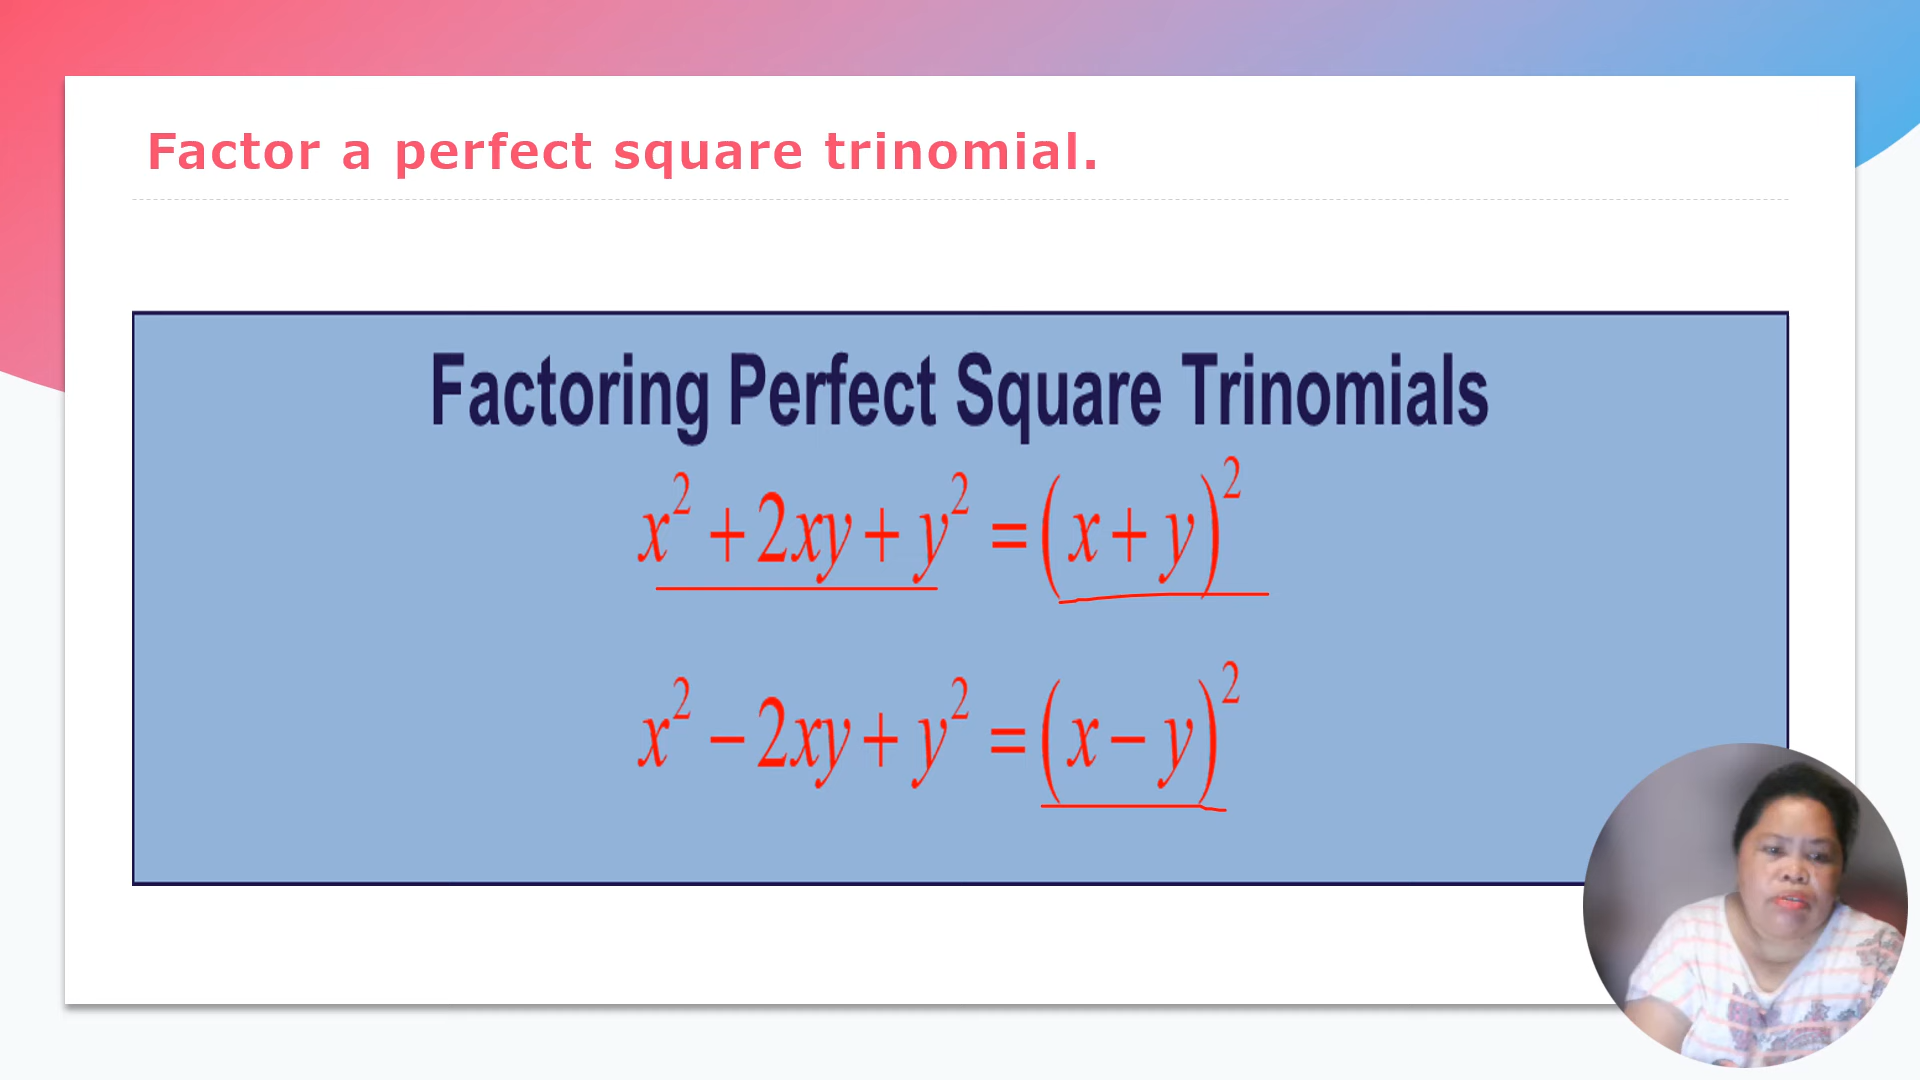 Factor a perfect square trinomial.
Factoring Perfect Square Trinomials
x² + 2xy + y² = (x + y)²
x² − 2xy + y² = (x − y)²